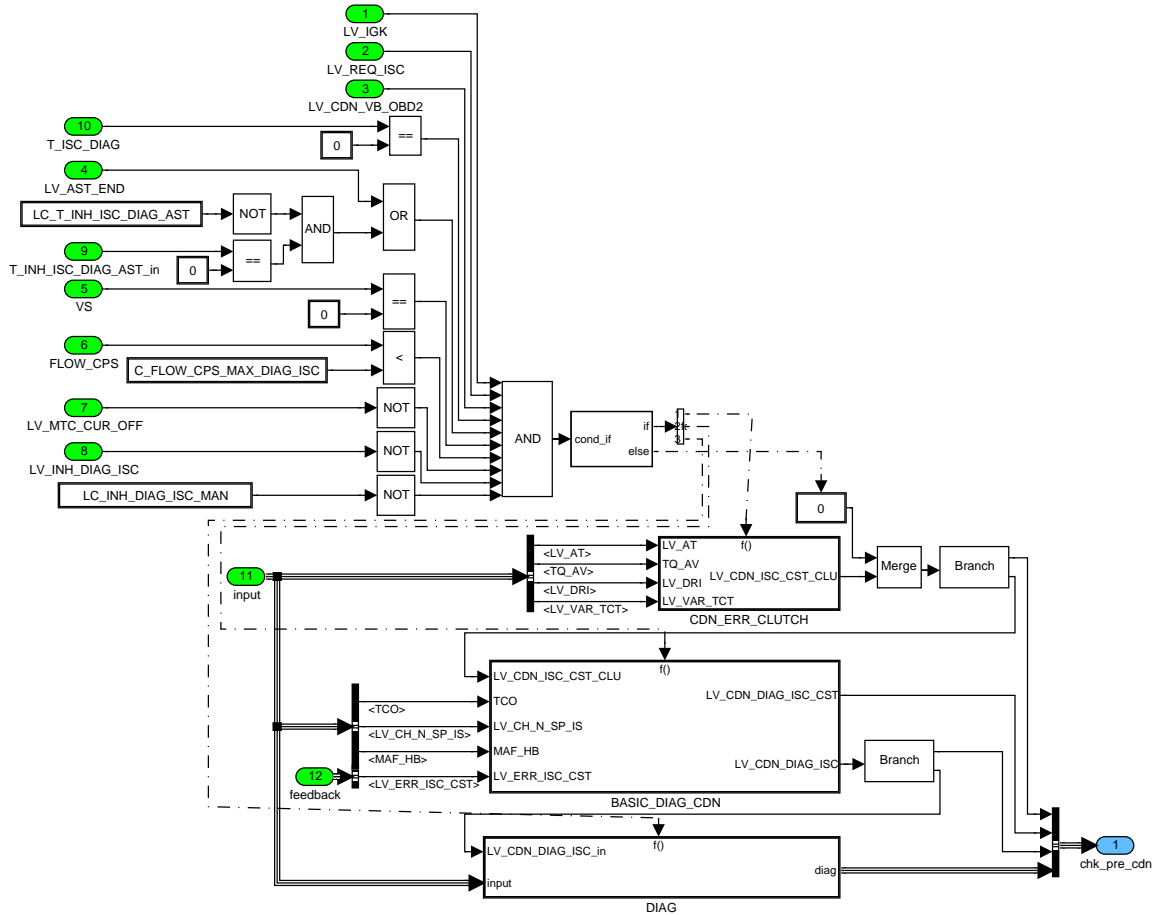 1
LV_IGK
2
LV_REQ_ISC
3
LV_CDN_VB_OBD2
10
T_ISC_DIAG
0
==
4
LV_AST_END
LC_T_INH_ISC_DIAG_AST
NOT
AND
OR
9
T_INH_ISC_DIAG_AST_in
0
==
5
VS
0
==
6
FLOW_CPS
C_FLOW_CPS_MAX_DIAG_ISC
<
7
LV_MTC_CUR_OFF
NOT
8
LV_INH_DIAG_ISC
NOT
LC_INH_DIAG_ISC_MAN
NOT
AND
cond_if
if
else
1
3
0
11
input
<LV_AT>
<TQ_AV>
<LV_DRI>
<LV_VAR_TCT>
f()
LV_AT
TQ_AV
LV_DRI
LV_VAR_TCT
LV_CDN_ISC_CST_CLU
CDN_ERR_CLUTCH
Merge
Branch
f()
LV_CDN_ISC_CST_CLU
TCO
LV_CH_N_SP_IS
MAF_HB
LV_ERR_ISC_CST
LV_CDN_DIAG_ISC_CST
LV_CDN_DIAG_ISC
BASIC_DIAG_CDN
<TCO>
<LV_CH_N_SP_IS>
<MAF_HB>
<LV_ERR_ISC_CST>
12
feedback
Branch
f()
LV_CDN_DIAG_ISC_in
input
diag
DIAG
1
chk_pre_cdn